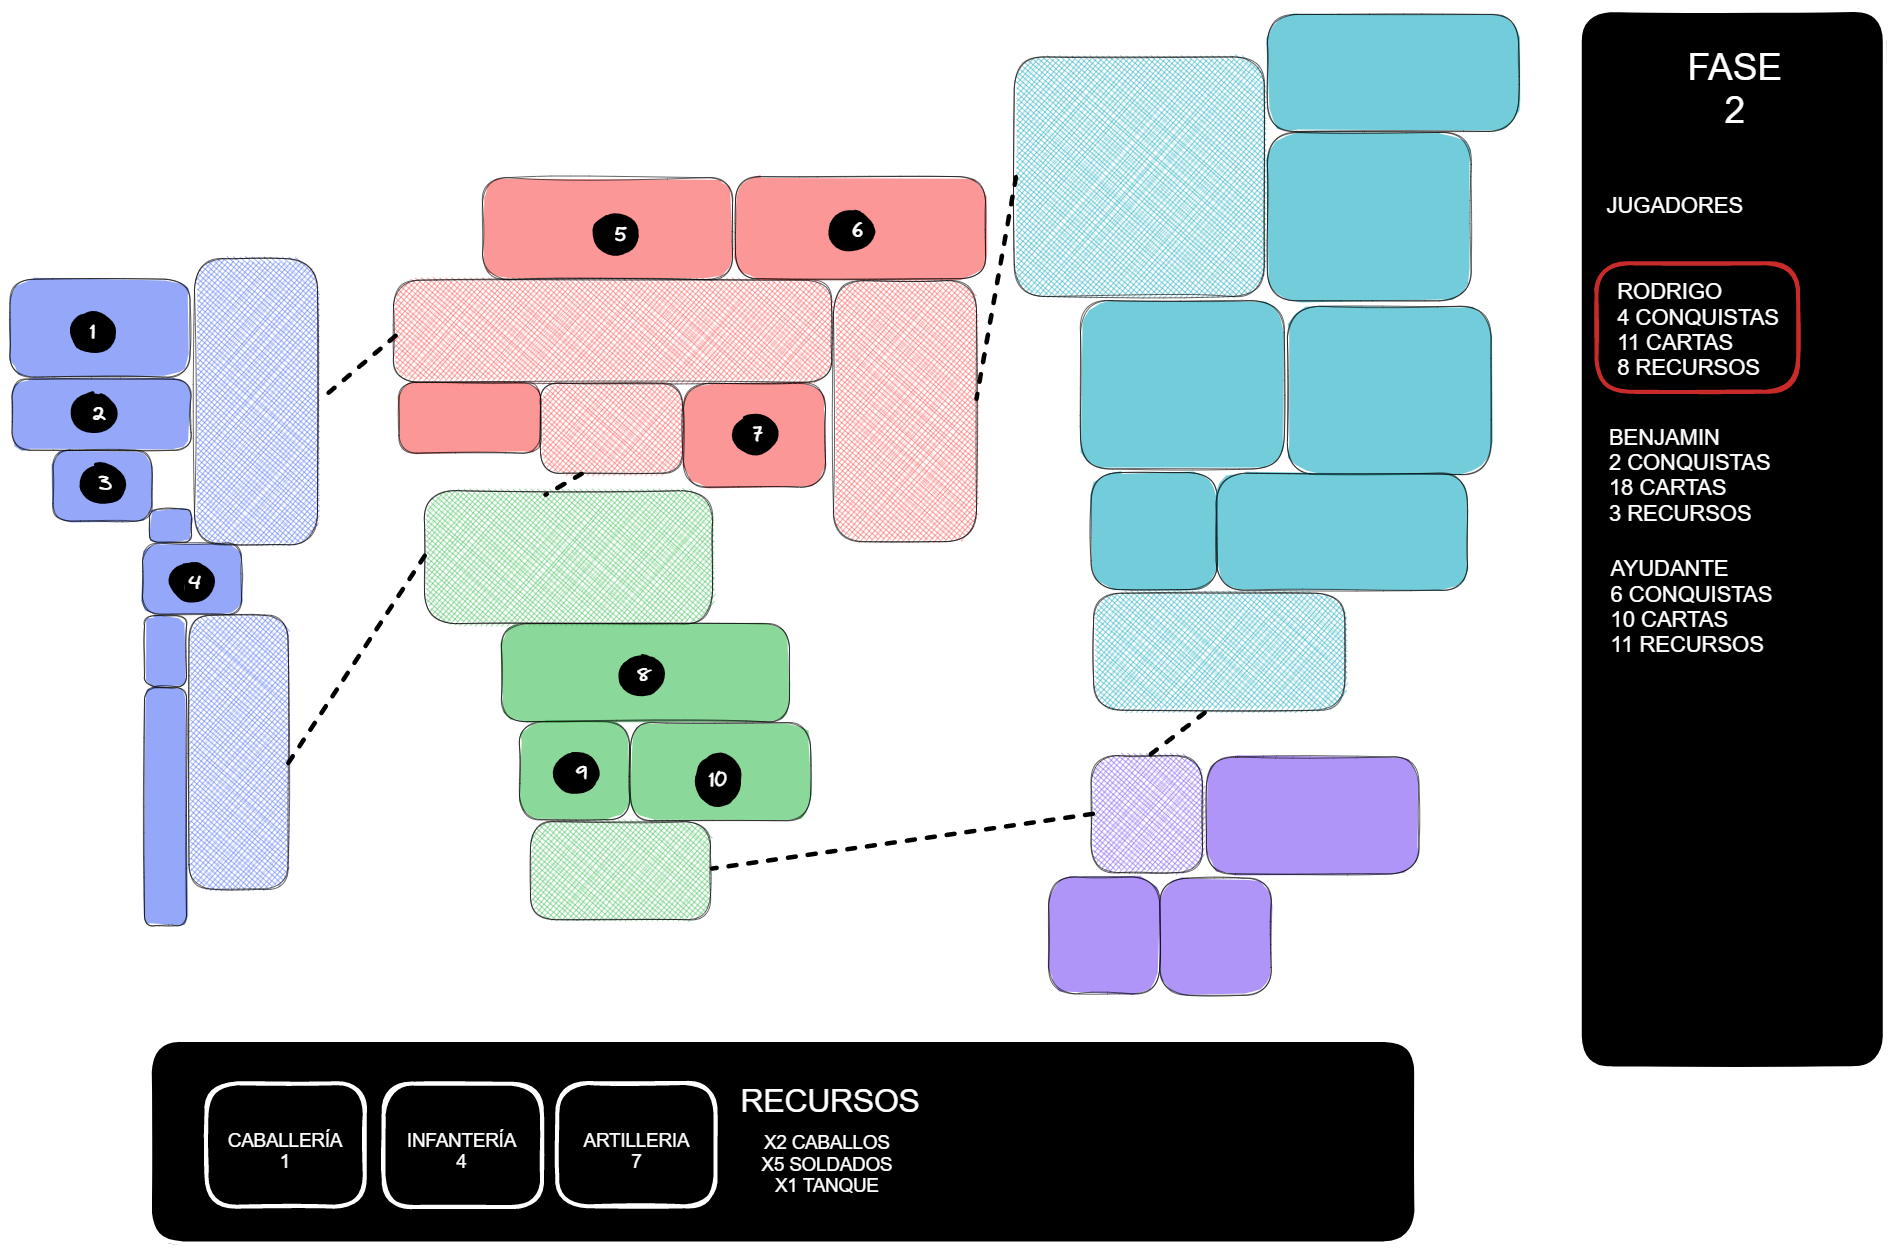 1
2
3
4
5
6
7
8
9
10
FASE
2
JUGADORES
RODRIGO
4 CONQUISTAS
11 CARTAS
8 RECURSOS
BENJAMIN
2 CONQUISTAS
18 CARTAS
3 RECURSOS
AYUDANTE
6 CONQUISTAS
10 CARTAS
11 RECURSOS
CABALLERÍA
1
INFANTERÍA
4
ARTILLERIA
7
RECURSOS
X2 CABALLOS
X5 SOLDADOS
X1 TANQUE